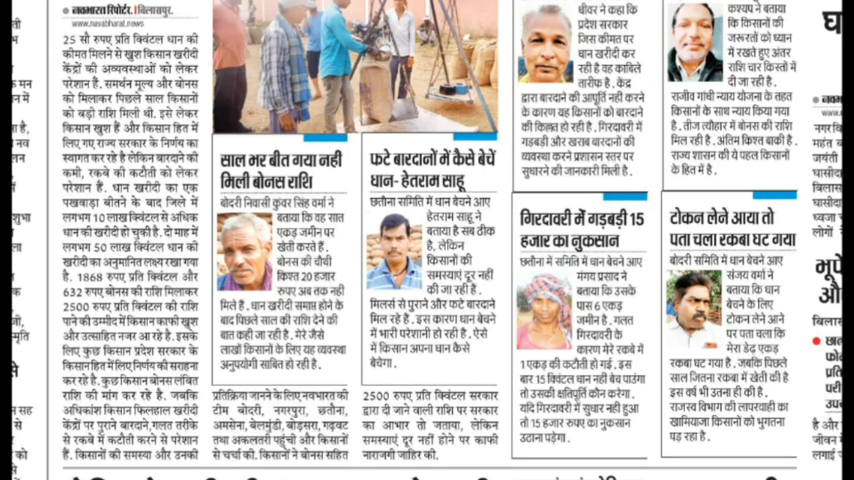 नवभारत रिपोर्टर. | बिलासपुर.
www.navabharat.news
25 सौ रुपए प्रति क्विंटल धान की
कीमत मिलने से खुश किसान खरीदी
केंद्रों की अव्यवस्थाओं को लेकर
परेशान है. समर्थन मूल्य और बोनस
को मिलाकर पिछले साल किसानों
को बड़ी राशि मिली थी. इसे लेकर
किसान खुश हैं और किसान हित में
लिए गए राज्य सरकार के निर्णय का
स्वागत कर रहे है लेकिन बारदाने की
कमी, रकबे की कटौती को लेकर
परेशान हैं. धान खरीदी का एक
पखवाड़ा बीतने के बाद जिले में
लगभग 10 लाख क्विंटल से अधिक
धान की खरीदी हो चुकी है. दो माह में
लगभग 50 लाख क्विंटल धान की
खरीदी का अनुमानित लक्ष्य रखा गया
है. 1868 रुपए प्रति क्विंटल और
632 रुपए बोनस की राशि मिलाकर
2500 रुपए प्रति क्विंटल की राशि
पाने की उम्मीद में किसान काफी खुश
और उत्साहित नजर आ रहे है. इसके
लिए कुछ किसान प्रदेश सरकार के
किसान हित में लिए निर्णय की सराहना
कर रहे है. कुछ किसान बोनस लंबित
राशि की मांग कर रहे है. जबकि
अधिकांश किसान फिलहाल खरीदी
केंद्रों पर पुराने बारदाने,गलत तरीके
से रकबे में कटौती करने से परेशान
हैं. किसानों की समस्या और उनकी
साल भर बीत गया नही
मिली बोनस राशि
बोदरी निवासी कुवर सिंह वर्मा ने
बताया कि वह सात
एकड़ जमीन पर
खेती करते हैं.
बोनस की चौथी
किश्त 20 हजार
रुपए अब तक नही
मिले हैं. धान खरीदी समाप्त होने के
बाद पिछले साल की राशि देने की
बात कही जा रही है. मेरे जैसे
लाखों किसानों के लिए यह व्यवस्था
अनुपयोगी साबित हो रही है.
प्रतिक्रिया जानने के लिए नवभारत की
टीम बोदरी, नगरपुरा, छतौना,
अमसेना, बेलमुंडी, बोड़सरा, गढ़वट
तथा अकलतरी पहुंची और किसानों
से चर्चा की. किसानों ने बोनस सहित
फटे बारदानों में कैसे बेचें
धान- हेतराम साहू
छतौना समिति में धान बेचने आए
हेतराम साहू ने
बताया है सब ठीक
है, लेकिन
किसानों की
समस्याएं दूर नहीं
की जा रही है.
मिलर्स से पुराने और फटे बारदाने
मिल रहे है. इस कारण धान बेचने
में भारी परेशानी हो रही है. ऐसे
में किसान अपना धान कैसे
बेचेगा.
2500 रुपए प्रति क्विंटल सरकार
द्वारा दी जाने वाली राशि पर सरकार
का आभार तो जताया, लेकिन
समस्याएं दूर नहीं होने पर काफी
नाराजगी जाहिर की.
धीवर ने कहा कि
प्रदेश सरकार
जिस कीमत पर
धान खरीदी कर
रही है वह काबिले
तारीफ है. केंद्र
द्वारा बारदाने की आपूर्ति नही करने
के कारण यह किसानों को बारदाने
की किल्लत हो रही है. गिरदावरी में
गड़बड़ी और खराब बारदानों की
व्यवस्था करने प्रशासन स्तर पर
सुधारने की जानकारी मिली है.
गिरदावरी में गड़बड़ी 15
हजार का नुकसान
छतौना में समिति में धान बेचने आए
मंगय प्रसाद ने
बताया कि उसके
पास 6 एकड़
जमीन है. गलत
गिरदावरी के
कारण मेरे रकबे में
1 एकड़ की कटौती हो गई. इस
बार 15 क्विंटल धान नही बेच पाउंगा
तो उसकी क्षतिपूर्ति कौन करेगा.
यदि गिरदावरी में सुधार नही हुआ
तो 15 हजार रुपए का नुकसान
उठाना पड़ेगा.
कश्यप ने बताया
कि किसानों की
जरूरतों को ध्यान
में रखते हुए अंतर
राशि चार किस्तों में
दी जा रही है.
राजीव गांधी न्याय योजना के तहत
किसानों के साथ न्याय किया गया
है. तीज त्यौहार में बोनस की राशि
मिल रही है. अंतिम किश्त बाकी है.
राज्य शासन की ये पहल किसानों
के हित में है.
टोकन लेने आया तो
पता चला रकबा घट गया
बोदरी समिति में धान बेचने आए
संजय वर्मा ने
बताया कि धान
बेचने के लिए
टोकन लेने आने
पर पता चला कि
मेरा डेढ़ एकड़
रकबा घट गया है. जबकि पिछले
साल जितना रकबा में खेती की है
इस वर्ष भी उतना ही की है.
राजस्व विभाग की लापरवाही का
खामियाजा किसानों को भुगतना
पड़ रहा है.